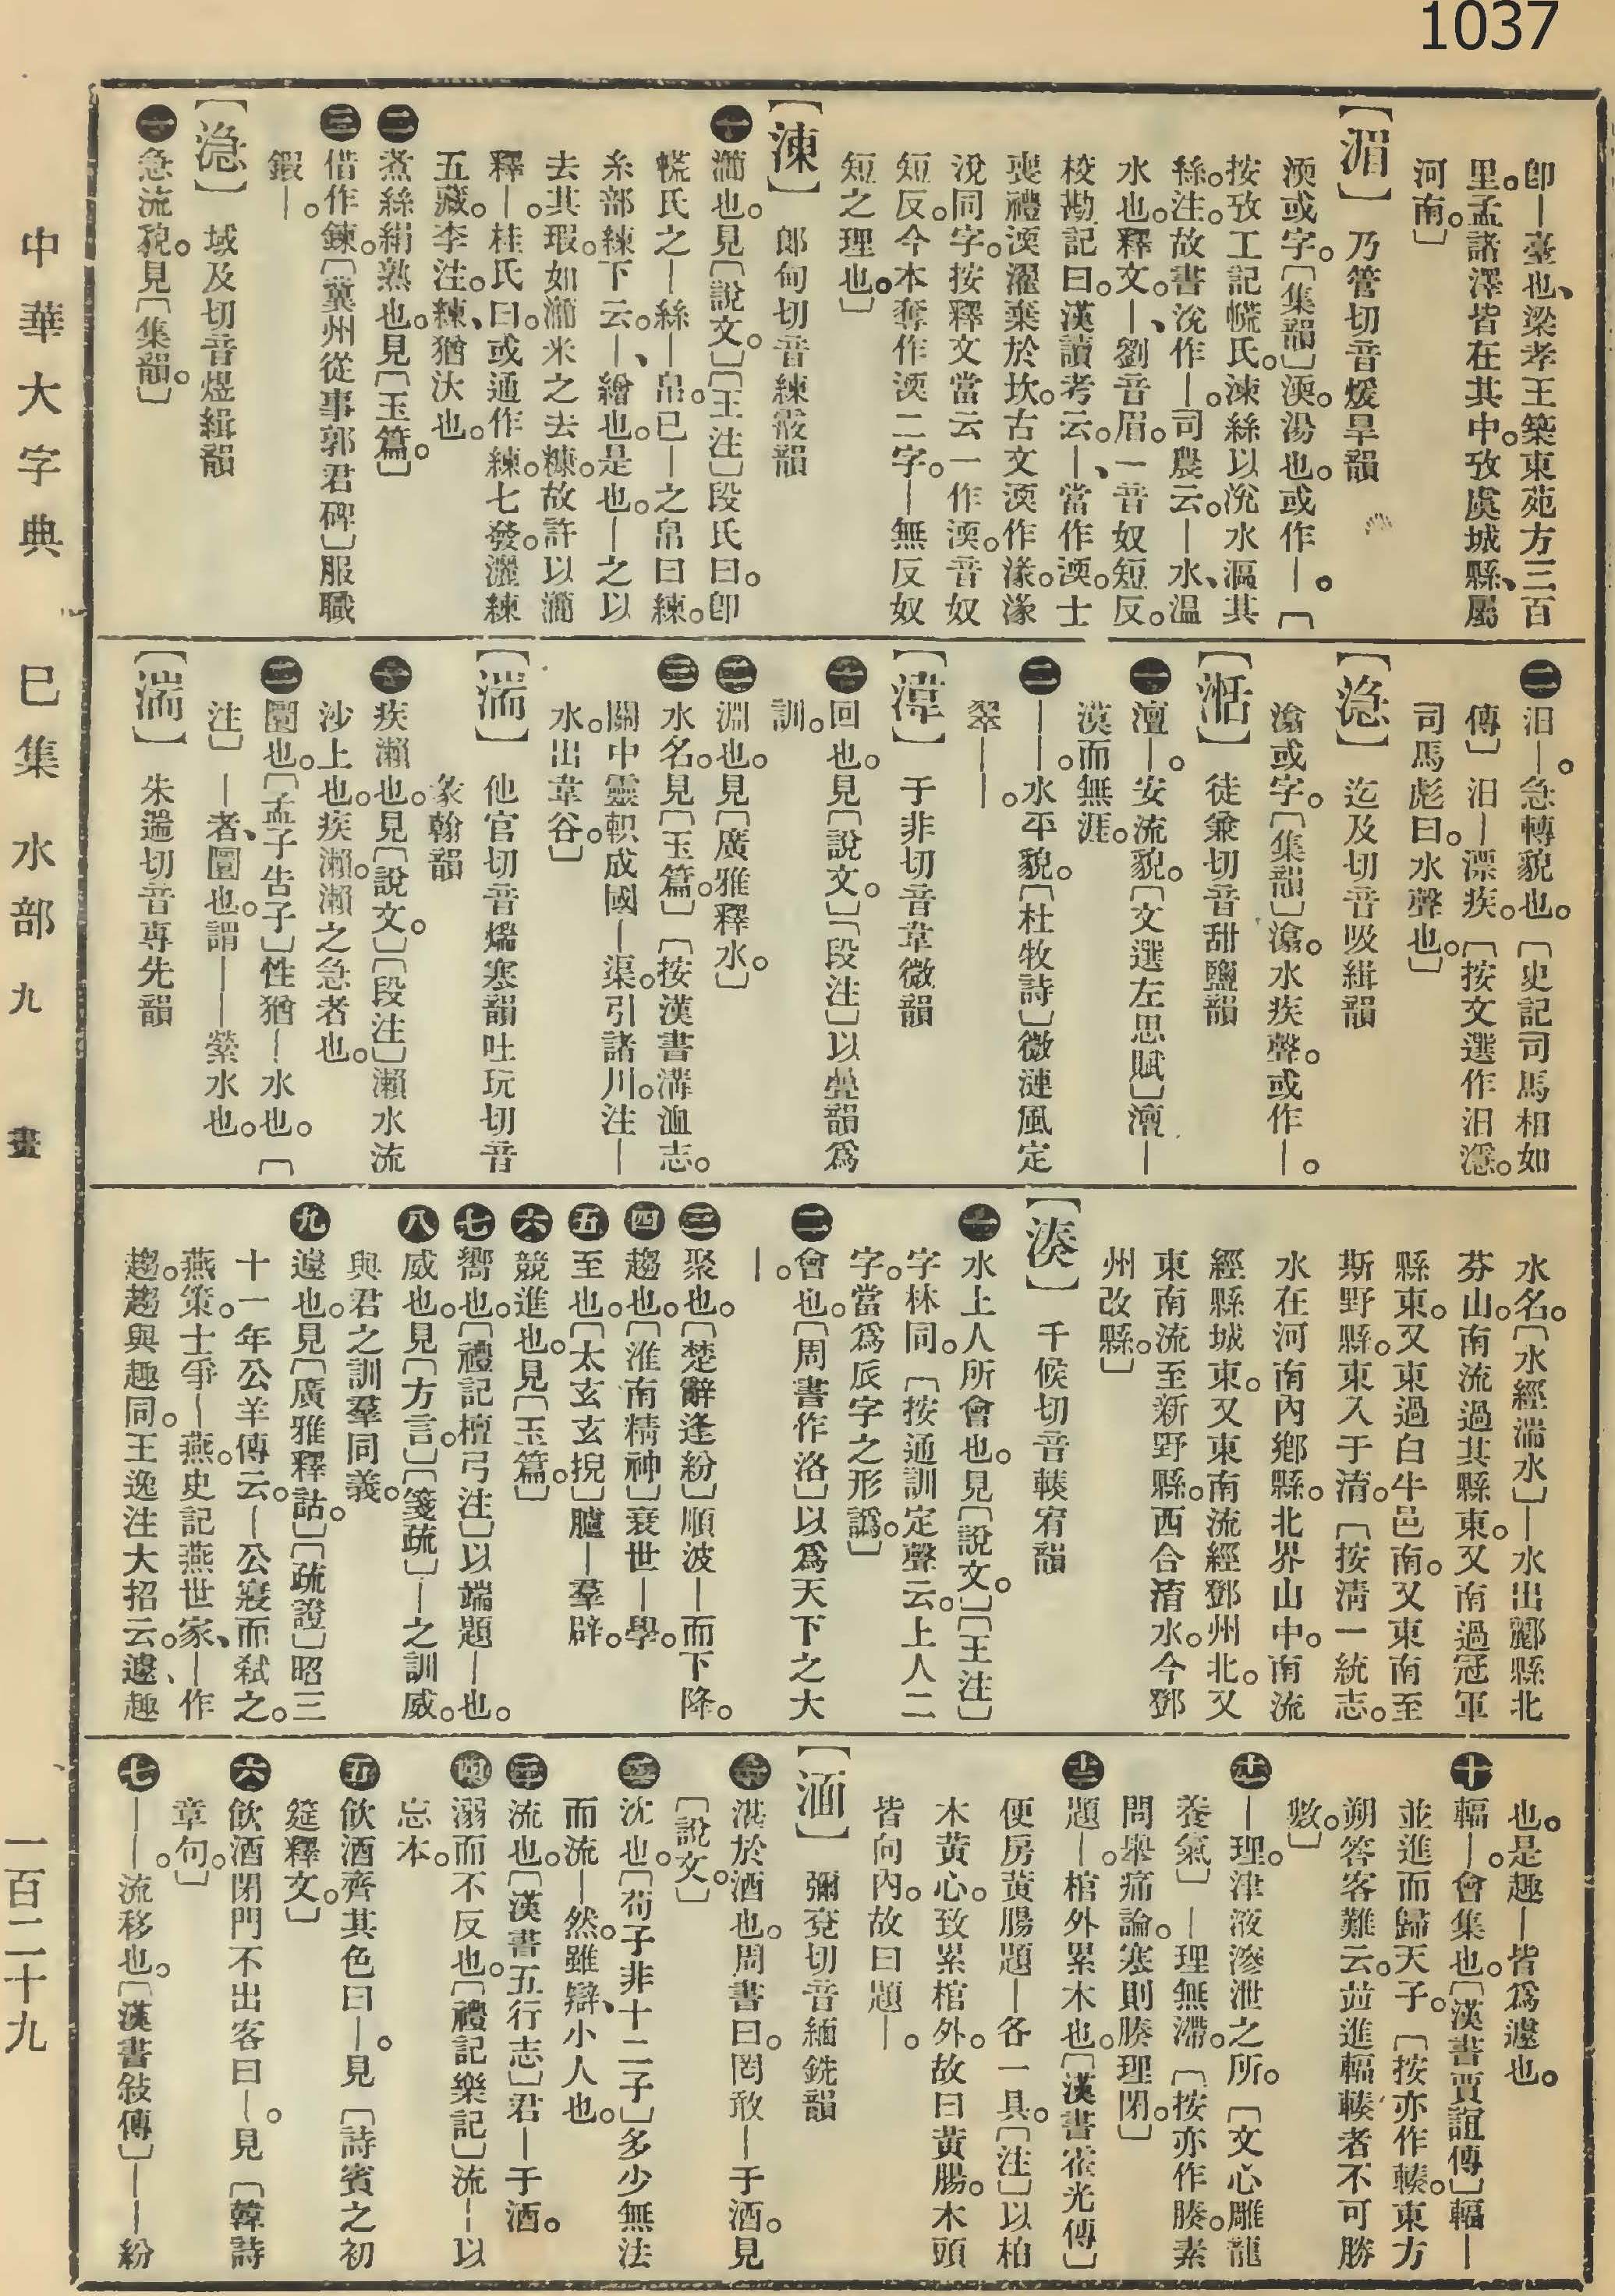 1037
卽—臺也、梁孝王築東苑方三百
里。孟諸澤皆在其中。攷虞城縣、屬
河南。〕
【湄】　乃管切音煖旱韻
渜或字。〔集韻〕渜。湯也。或作—。〔
按攷工記㡛氏。湅絲以涗水漚其
絲。注。故書涗作—。司農云。—水、温
水也。釋文。—、劉音眉。一音奴短反。
校勘記曰。漢讀考云。—、當作渜。士
喪禮渜濯棄於坎。古文渜作湪。湪
涗同字。按釋文當云一作渜。音奴
短反。今本奪作渜二字。—無反奴
短之理也。〕
【湅】　郞甸切音練霰韻
㊀㶕也。見〔說文。〕〔王注〕段氏曰。卽
㡛氏之—絲—帛。已—之帛曰練。
糸部練下云。—、繒也。是也。—之以
去其瑕。如㶕米之去糠。故許以㶕
釋—。桂氏曰。或通作練。七發。灑練
五藏。李注。練、猶汏也。
㊁煮絲絹熟也。見〔玉篇。〕
㊂借作鍊。〔冀州從事郭君碑〕服職
鍜—。
【㴔】　域及切音煜緝韻
㊀急流貌。見〔集韻。〕
㊁汨—。急轉貌也。〔史記司馬相如
傳〕汨—漂疾。〔按文選作汨㴔。
司馬彪曰。水聲也。〕
【㴔】　迄及切音吸緝韻
潝或字。〔集韻〕潝。水疾聲。或作—。
【湉】　徒兼切音甜鹽韻
㊀澶—。安流貌。〔文選左思賦〕澶—
漠而無涯。
㊁——。水平貌。〔杜牧詩〕微漣風定
翠——。
【湋】　于非切音韋微韻
㊀回也。見〔說文。〕〔段注〕以疊韻爲
訓。
㊁淵也。見〔廣雅釋水。〕
㊂水名。見〔玉篇。〕〔按漢書溝洫志。
關中靈軹成國—渠。引諸川。注—
水。出韋谷。〕
【湍】　他官切音煓寒韻吐玩切音
彖翰韻
㊀疾瀨也。見〔說文。〕〔段注〕瀨水流
沙上也。疾瀨。瀨之急者也。
㊁圜也。〔孟子告子〕性猶—水也。〔
注〕—者、圜也。謂——縈水也。
【湍】　朱遄切音專先韻
水名。〔水經湍水〕—水出酈縣北
芬山。南流過其縣東。又南過冠軍
縣東。又東過白牛邑南。又東南至
斯野縣。東入于淯。〔按淸一統志。
水在河南內鄕縣。北界山中。南流
經縣城東。又東南流經鄧州北。又
東南流至新野縣。西合淯水。今鄧
州改縣。〕
【湊】　千候切音輳宥韻
㊀水上人所會也。見〔說文。〕〔王注〕
字林同。〔按通訓定聲云。上人二
字。當爲𠂢字之形譌。〕
㊁會也。〔周書作洛〕以爲天下之大
—。
㊂聚也。〔楚辭逢紛〕順波—而下降。
㊃趨也。〔淮南精神〕衰世—學。
㊄至也。〔太玄玄掜〕臚—羣辟。
㊅競進也。見〔玉篇。〕
㊆嚮也。〔禮記檀弓注〕以端題—也。
㊇威也。見〔方言。〕〔箋疏〕—之訓威。
與君之訓羣同義。
㊈遽也。見〔廣雅釋詁。〕〔疏證〕昭三
十一年公羊傳云。—公寢而弒之。
燕策。士爭—燕。史記燕世家、—作
趨。趨與趣同。王逸注大招云。遽、趣
也。是趣—皆爲遽也。
㊉輻—。會集也。〔漢書賈誼傳〕輻—
並進而歸天子。〔按亦作輳。東方
朔答客難云。並進輻輳者不可勝
數。〕
⑪—理。津液滲泄之所。〔文心雕龍
養氣〕—理無滯。〔按亦作腠。素
問舉痛論。寒則腠理閉。〕
⑫題—。棺外累木也。〔漢書霍光傳〕
便房黃腸題—各一具。〔注〕以柏
木黃心。致累棺外。故曰黃腸。木頭
皆向內。故曰題—。
【湎】　彌兗切音緬銑韻
㊀湛於酒也。周書曰。罔敢—于酒。見
〔說文。〕
㊁沈也。〔荀子非十二子〕多少無法
而流—然。雖辯、小人也。
㊂流也。〔漢書五行志〕君—于酒。
㊃溺而不反也。〔禮記樂記〕流—以
忘本。
㊄飮酒齊其色曰—。見〔詩賓之初
筵釋文。〕
㊅飮酒閉門不出客曰—。見〔韓詩
章句。〕
㊆——。流移也。〔漢書敍傳〕———紛
中華大字典　巳集　水部　九　畫　一百二十九